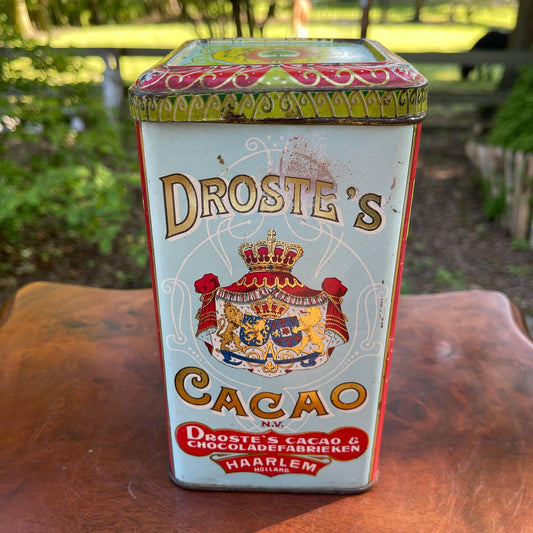 DROSTE'S
CACAO
N.V.
DROSTE'S CACAO &
CHOCOLADEFABRIEKEN
HAARLEM
HOLLAND.